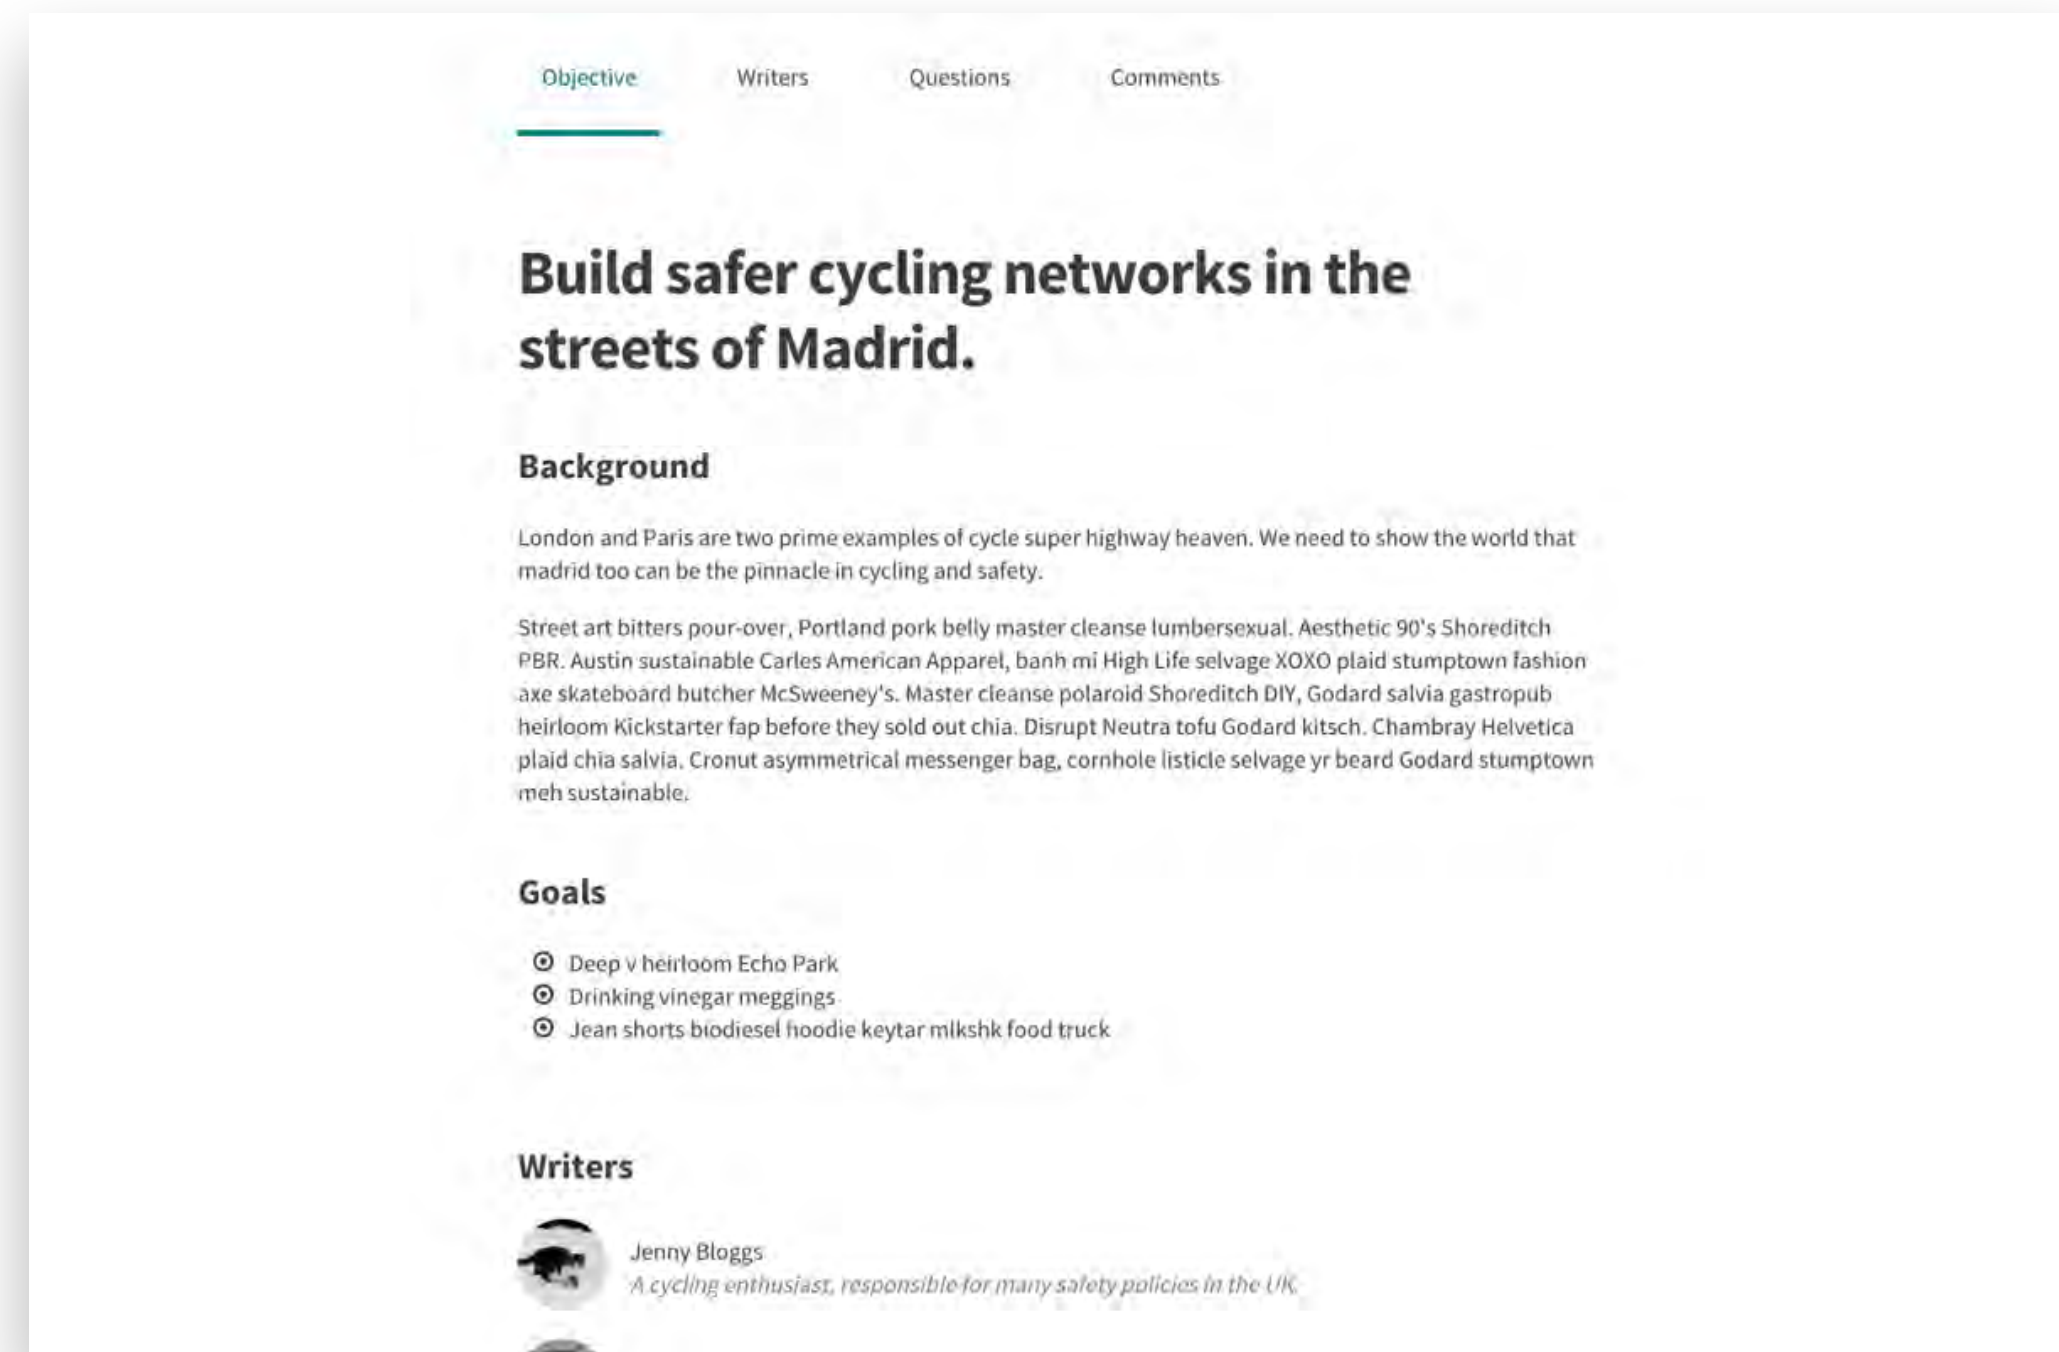 Objective
Writers
Questions
Comments
Build safer cycling networks in the
streets of Madrid.
Background
London and Paris are two prime examples of cycle super highway heaven. We need to show the world that
madrid too can be the pinnacle in cycling and safety.
Street art bitters pour-over, Portland pork belly master cleanse lumbersexual. Aesthetic 90's Shoreditch
PBR. Austin sustainable Carles American Apparel, banh mi High Life selvage XOXO plaid stumptown fashion
axe skateboard butcher McSweeney's. Master cleanse polaroid Shoreditch DIY, Godard salvia gastropub
heirloom Kickstarter fap before they sold out chia. Disrupt Neutra tofu Godard kitsch. Chambray Helvetica
plaid chia salvia. Cronut asymmetrical messenger bag, cornhole listicle selvage yr beard Godard stumptown
meh sustainable.
Goals
Deep v heirloom Echo Park
Drinking vinegar meggings
Jean shorts biodiesel hoodie keytar mlkshk food truck
Writers
Jenny Bloggs
A cycling enthusiast, responsible for many safety policies in the UK.